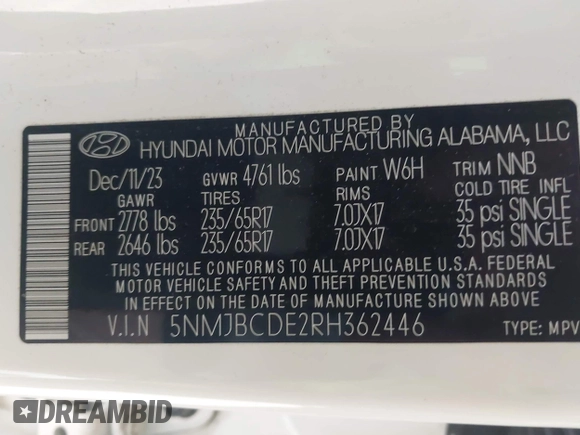 MANUFACTURED BY
HYUNDAI MOTOR MANUFACTURING ALABAMA, LLC
Dec/11/23 GVWR 4761 lbs PAINT W6H TRIM NNB
GAWR TIRES RIMS COLD TIRE INFL
FRONT 2778 lbs 235/65R17 7.0JX17 35 psi SINGLE
REAR 2646 lbs 235/65R17 7.0JX17 35 psi SINGLE
THIS VEHICLE CONFORMS TO ALL APPLICABLE U.S.A. FEDERAL
MOTOR VEHICLE SAFETY AND THEFT PREVENTION STANDARDS
IN EFFECT ON THE DATE OF MANUFACTURE SHOWN ABOVE.
V.I.N 5NMJBCDE2RH362446 TYPE: MPV
DREAMBID